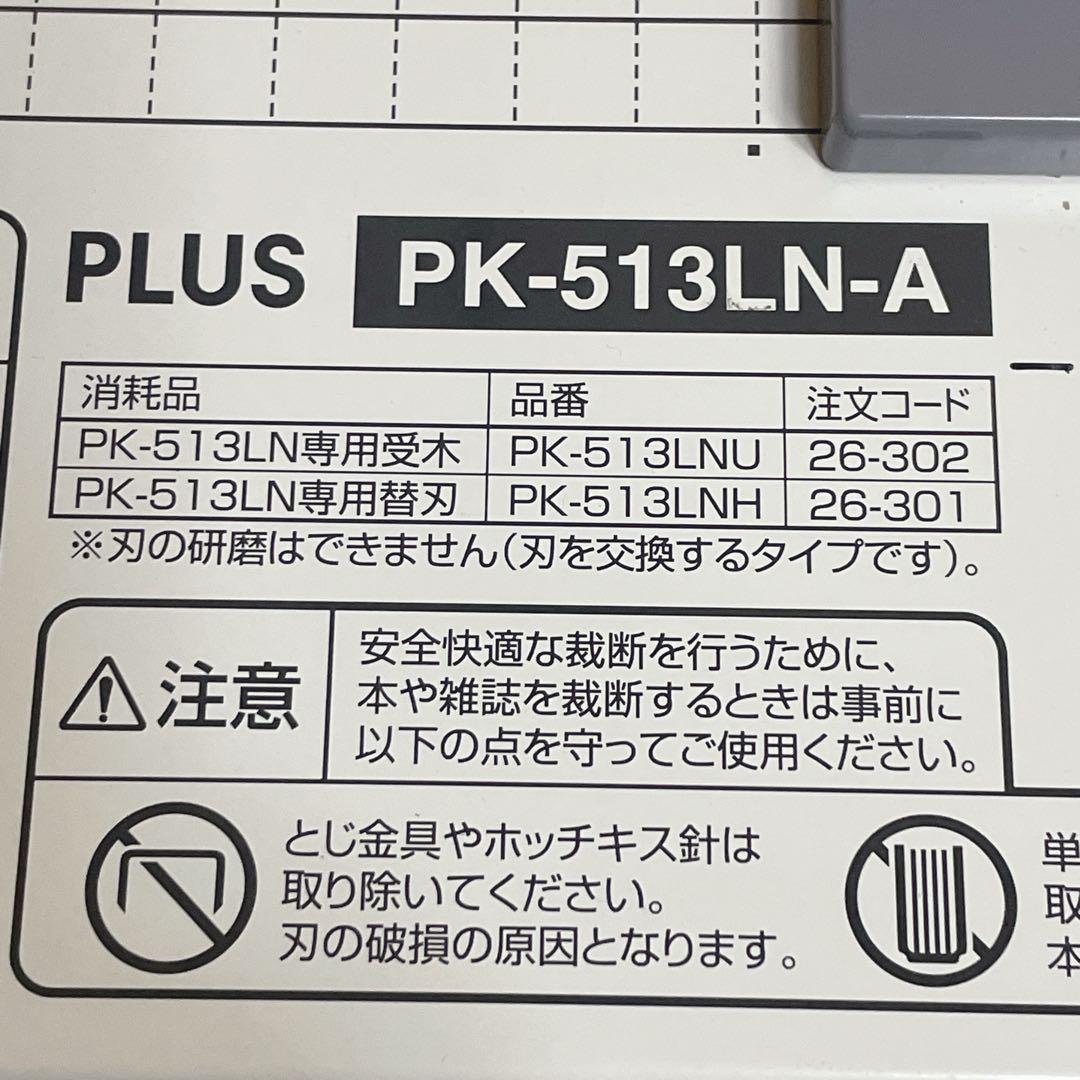 PLUS PK-513LN-A
消耗品 品番 注文コード
PK-513LN専用受木 PK-513LNU 26-302
PK-513LN専用替刃 PK-513LNH 26-301
※刃の研磨はできません(刃を交換するタイプです)。
注意
安全快適な裁断を行うために、
本や雑誌を裁断するときは事前に
以下の点を守ってご使用ください。
とじ金具やホッチキス針は
取り除いてください。
刃の破損の原因となります。
単
取
本